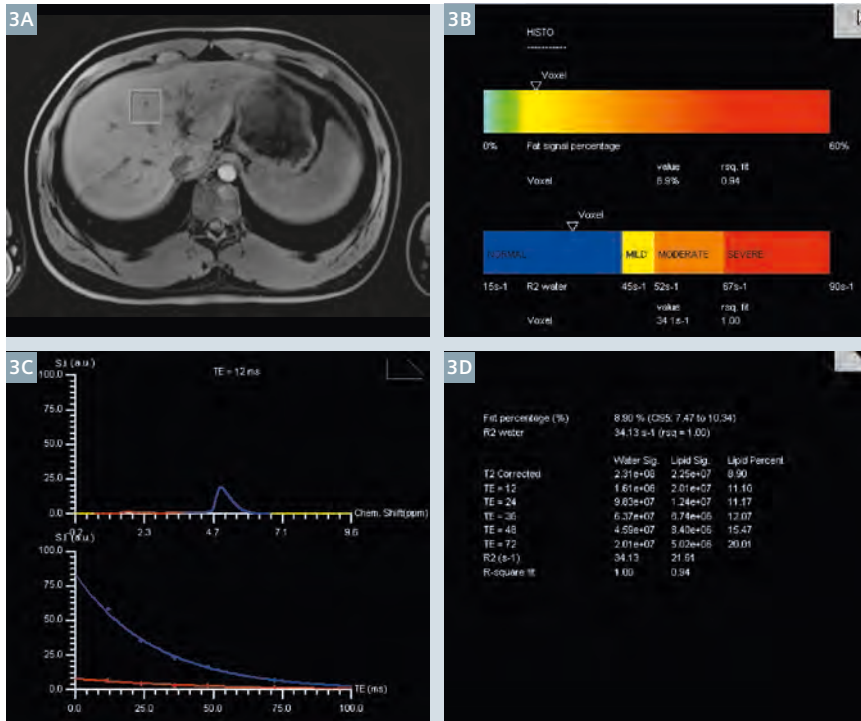 3A
3B
HISTO
Voxel
0% Fat signal percentage 60%
value rsq. fit
Voxel 8.9% 0.94
Voxel
NORMAL MILD MODERATE SEVERE
15s-1 R2 water 45s-1 52s-1 67s-1 90s-1
value rsq. fit
Voxel 34.1s-1 1.00
3C
S.I (a.u.)
TE = 12 ms
100.0
75.0
50.0
25.0
0.0
Chem. Shift(ppm)
-0.2 2.3 4.7 7.1 9.6
S.I (a.u.)
100.0
75.0
50.0
25.0
0.0
TE (ms)
0.0 25.0 50.0 75.0 100.0
3D
Fat percentage (%) 8.90 % (CI95: 7.47 to 10.34)
R2 water 34.13 s-1 (rsq = 1.00)
Water Sig. Lipid Sig. Lipid Percent
T2 Corrected 2.31e+08 2.25e+07 8.90
TE = 12 1.61e+08 2.01e+07 11.10
TE = 24 9.83e+07 1.24e+07 11.17
TE = 36 6.37e+07 8.74e+06 12.07
TE = 48 4.59e+07 8.40e+06 15.47
TE = 72 2.01e+07 5.02e+06 20.01
R2 (s-1) 34.13 21.61
R-square fit 1.00 0.94